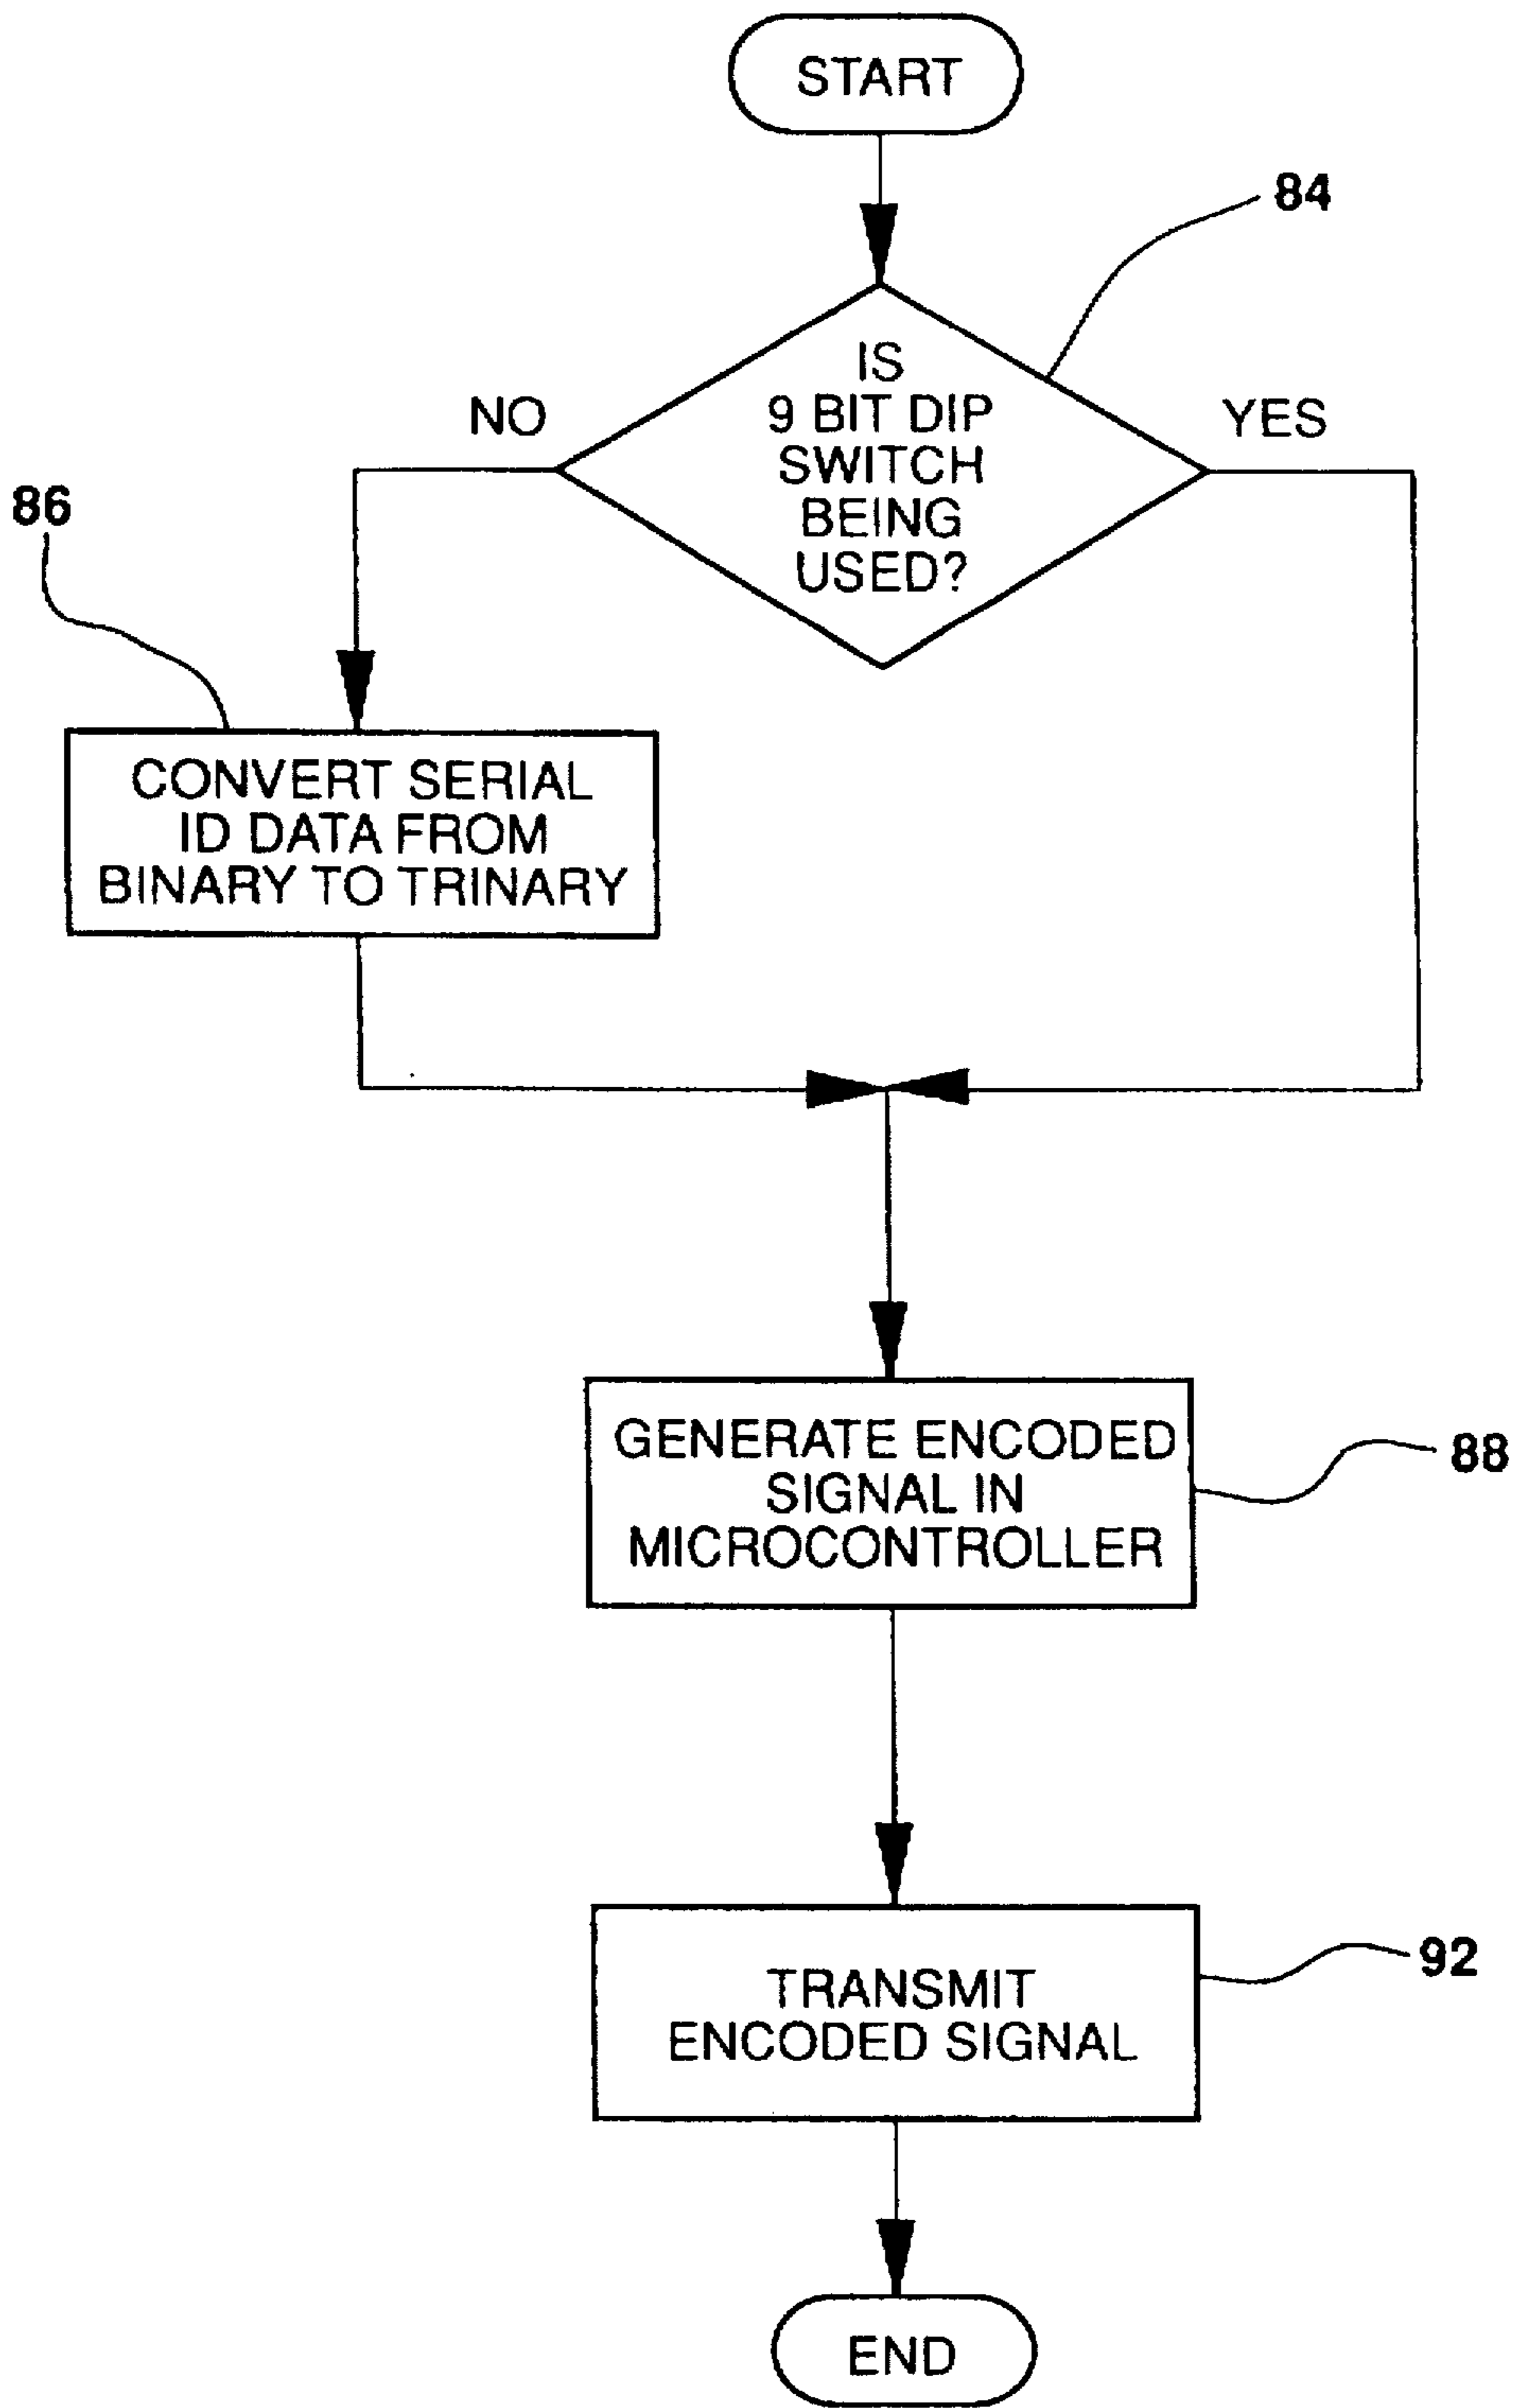 START
84
IS
9 BIT DIP
SWITCH
BEING
USED?
NO
YES
86
CONVERT SERIAL
ID DATA FROM
BINARY TO TRINARY
GENERATE ENCODED
SIGNAL IN
MICROCONTROLLER
88
TRANSMIT
ENCODED SIGNAL
92
END